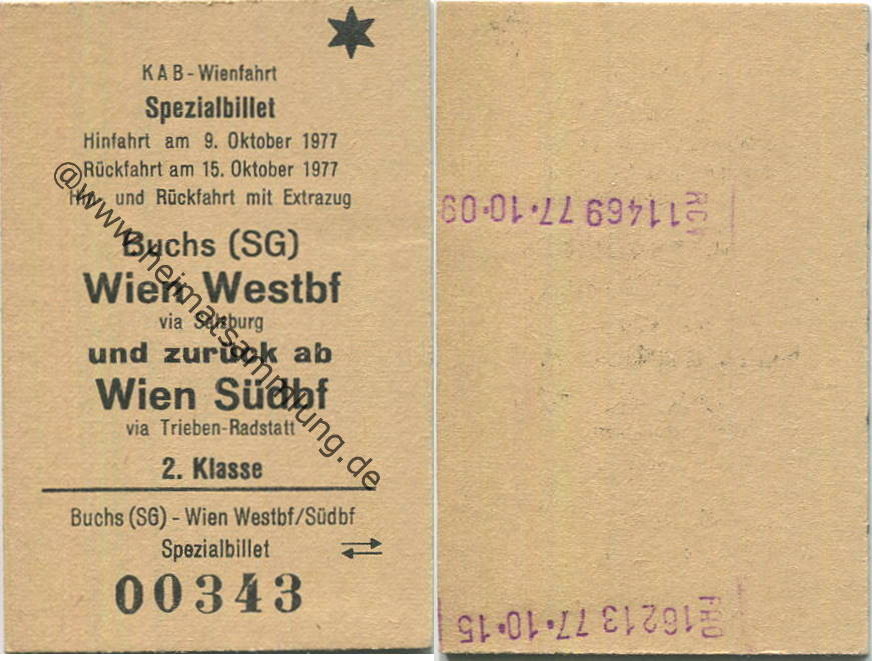 KAB-Wienfahrt
Spezialbillet
Hinfahrt am 9. Oktober 1977
Rückfahrt am 15. Oktober 1977
Hin- und Rückfahrt mit Extrazug
Buchs (SG)
Wien Westbf
via Salzburg
und zurück ab
Wien Südbf
via Trieben-Radstatt
2. Klasse
Buchs (SG) - Wien Westbf/Südbf
Spezialbillet
00343
@www.heimatsammlung.de
11469 77·10·09
16213 77·10·15